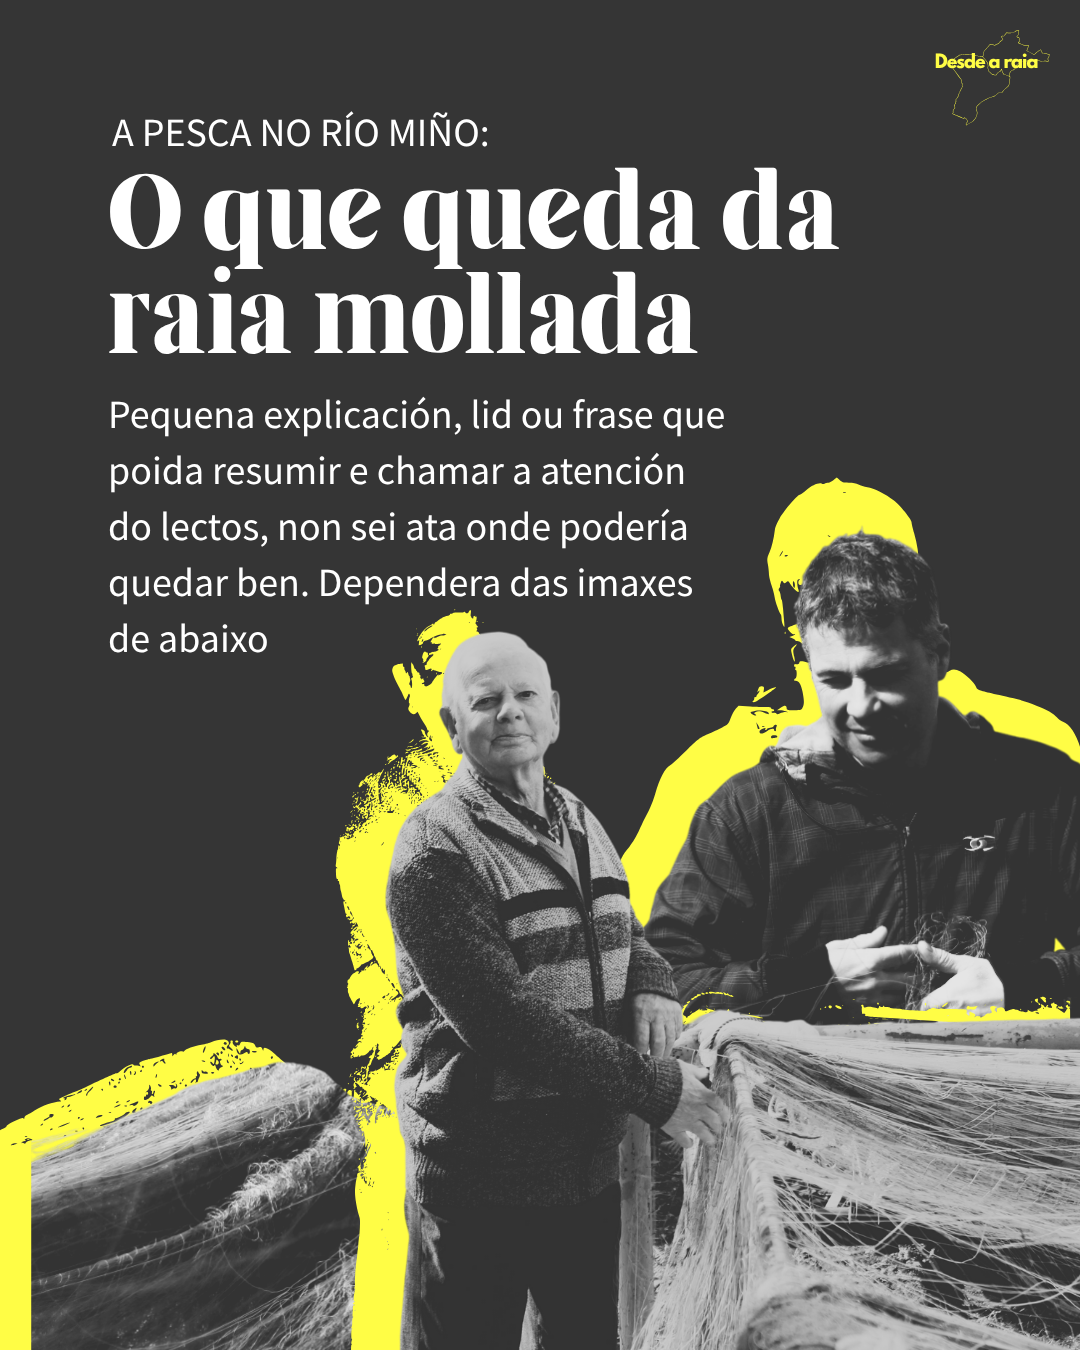 Desde a raia
A PESCA NO RÍO MIÑO:
O que queda da
raia mollada
Pequena explicación, lid ou frase que
poida resumir e chamar a atención
do lectos, non sei ata onde podería
quedar ben. Dependera das imaxes
de abaixo